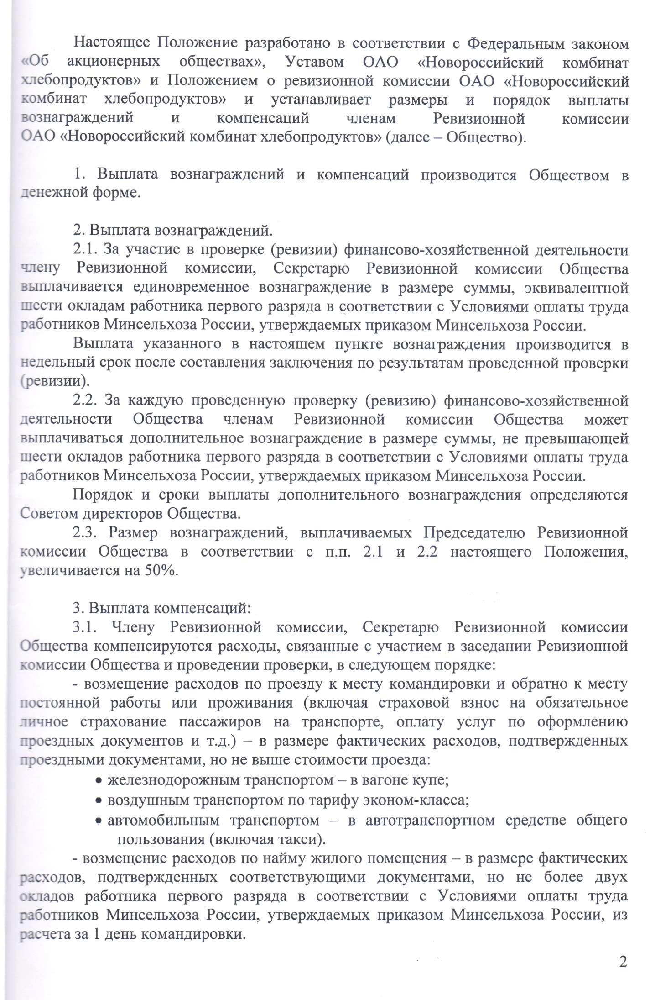 Настоящее Положение разработано в соответствии с Федеральным законом
«Об акционерных обществах», Уставом ОАО «Новороссийский комбинат
хлебопродуктов» и Положением о ревизионной комиссии ОАО «Новороссийский
комбинат хлебопродуктов» и устанавливает размеры и порядок выплаты
вознаграждений и компенсаций членам Ревизионной комиссии
ОАО «Новороссийский комбинат хлебопродуктов» (далее – Общество).
1. Выплата вознаграждений и компенсаций производится Обществом в
денежной форме.
2. Выплата вознаграждений.
2.1. За участие в проверке (ревизии) финансово-хозяйственной деятельности
члену Ревизионной комиссии, Секретарю Ревизионной комиссии Общества
выплачивается единовременное вознаграждение в размере суммы, эквивалентной
шести окладам работника первого разряда в соответствии с Условиями оплаты труда
работников Минсельхоза России, утверждаемых приказом Минсельхоза России.
Выплата указанного в настоящем пункте вознаграждения производится в
недельный срок после составления заключения по результатам проведенной проверки
(ревизии).
2.2. За каждую проведенную проверку (ревизию) финансово-хозяйственной
деятельности Общества членам Ревизионной комиссии Общества может
выплачиваться дополнительное вознаграждение в размере суммы, не превышающей
шести окладов работника первого разряда в соответствии с Условиями оплаты труда
работников Минсельхоза России, утверждаемых приказом Минсельхоза России.
Порядок и сроки выплаты дополнительного вознаграждения определяются
Советом директоров Общества.
2.3. Размер вознаграждений, выплачиваемых Председателю Ревизионной
комиссии Общества в соответствии с п.п. 2.1 и 2.2 настоящего Положения,
увеличивается на 50%.
3. Выплата компенсаций:
3.1. Члену Ревизионной комиссии, Секретарю Ревизионной комиссии
Общества компенсируются расходы, связанные с участием в заседании Ревизионной
комиссии Общества и проведении проверки, в следующем порядке:
- возмещение расходов по проезду к месту командировки и обратно к месту
постоянной работы или проживания (включая страховой взнос на обязательное
личное страхование пассажиров на транспорте, оплату услуг по оформлению
проездных документов и т.д.) – в размере фактических расходов, подтвержденных
проездными документами, но не выше стоимости проезда:
• железнодорожным транспортом – в вагоне купе;
• воздушным транспортом по тарифу эконом-класса;
• автомобильным транспортом – в автотранспортном средстве общего
пользования (включая такси).
- возмещение расходов по найму жилого помещения – в размере фактических
расходов, подтвержденных соответствующими документами, но не более двух
окладов работника первого разряда в соответствии с Условиями оплаты труда
работников Минсельхоза России, утверждаемых приказом Минсельхоза России, из
расчета за 1 день командировки.
2